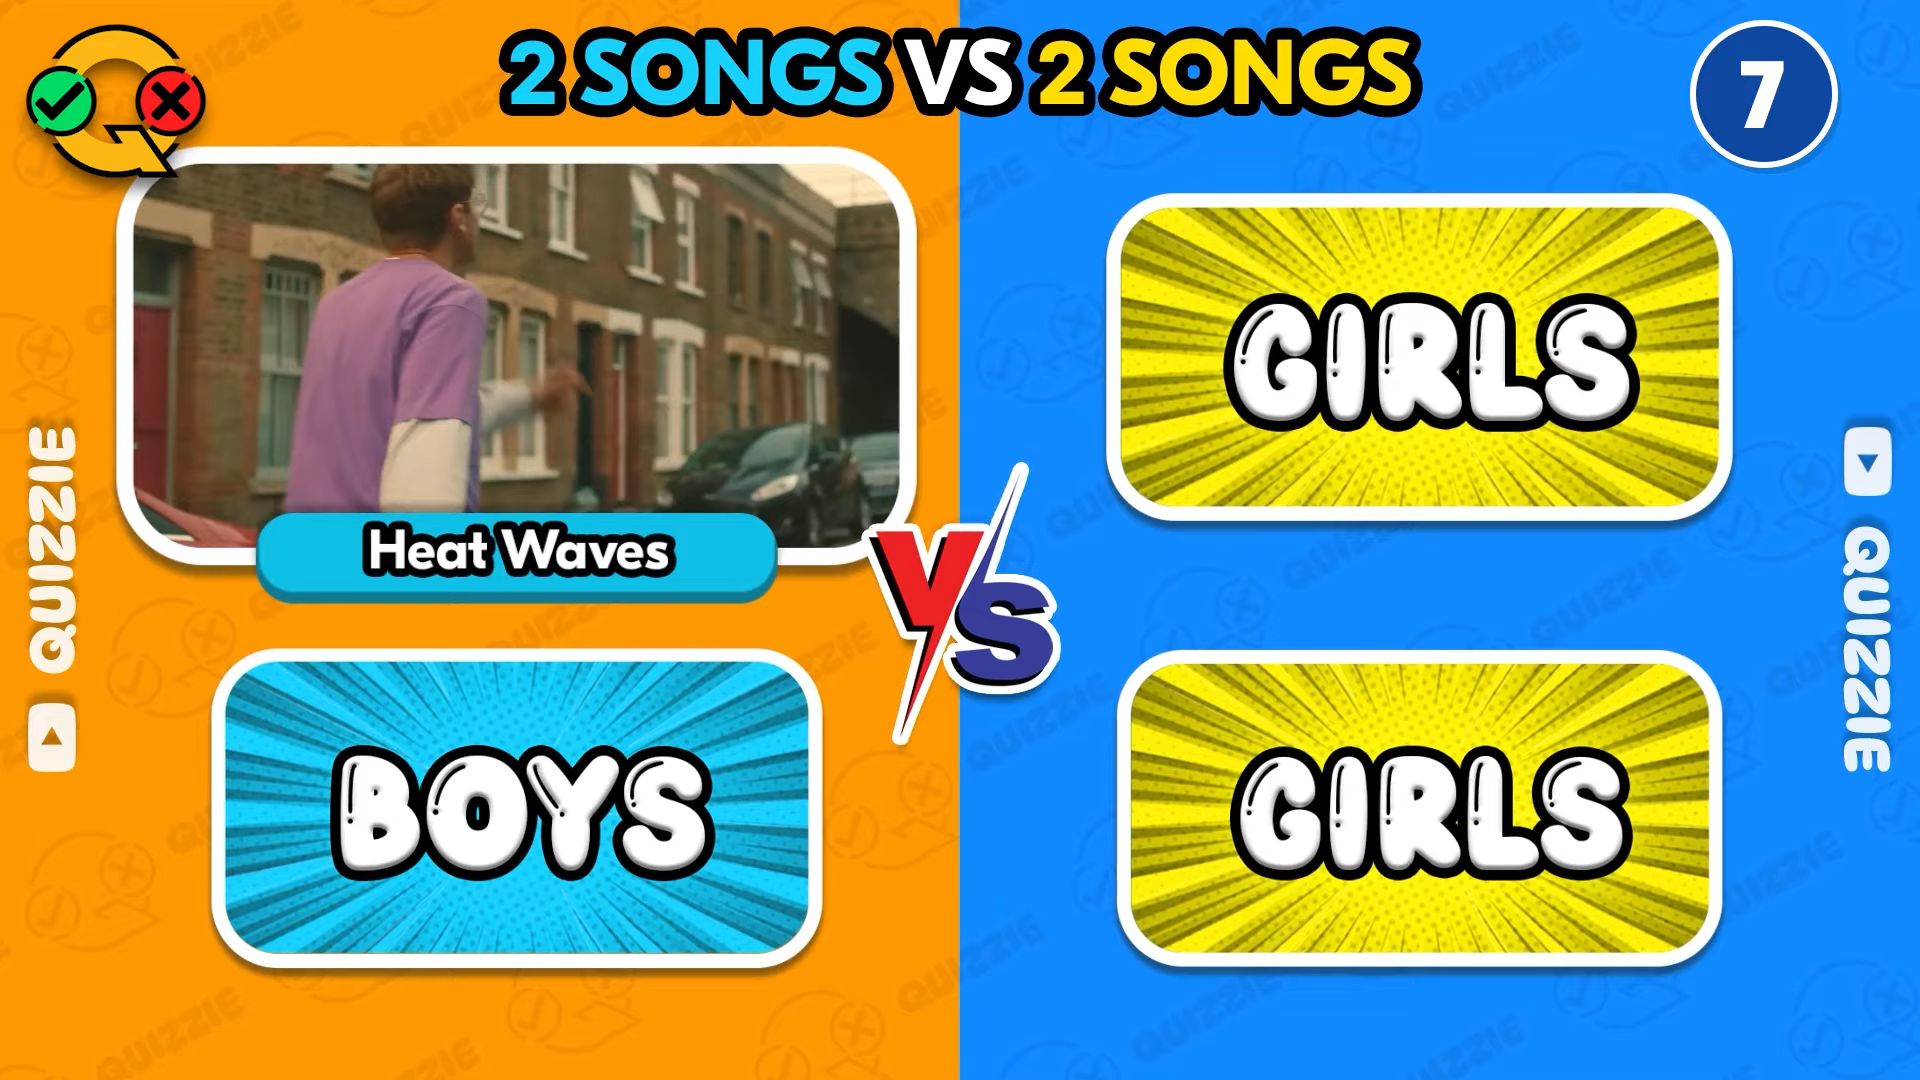 2 SONGS VS 2 SONGS
7
Heat Waves
GIRLS
VS
BOYS
GIRLS
QUIZZIE
QUIZZIE